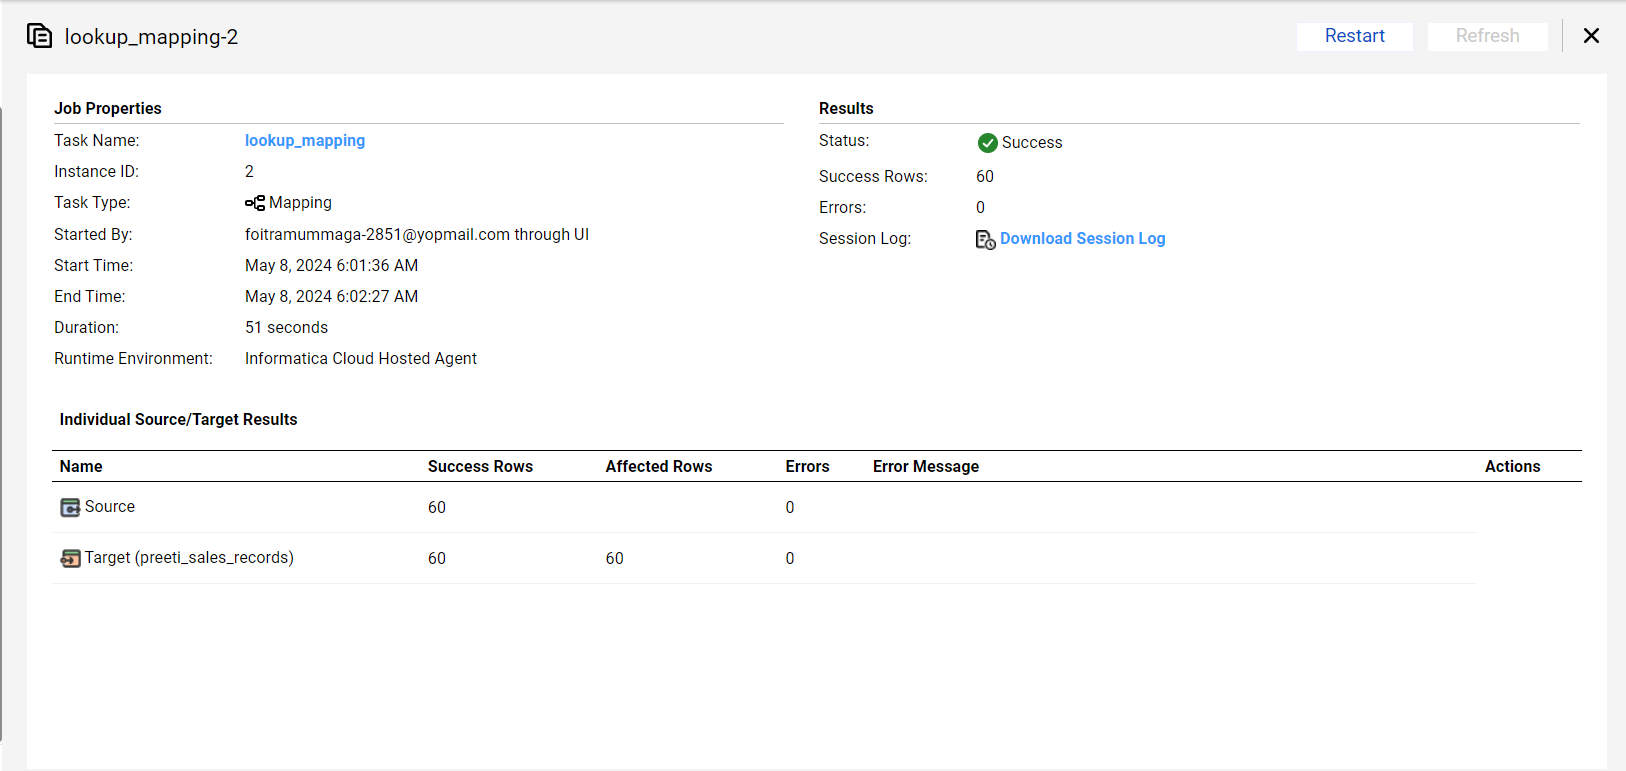 lookup_mapping-2
Restart
Refresh
Job Properties
Task Name: lookup_mapping
Instance ID: 2
Task Type: Mapping
Started By: foitramummaga-2851@yopmail.com through UI
Start Time: May 8, 2024 6:01:36 AM
End Time: May 8, 2024 6:02:27 AM
Duration: 51 seconds
Runtime Environment: Informatica Cloud Hosted Agent
Results
Status: Success
Success Rows: 60
Errors: 0
Session Log: Download Session Log
Individual Source/Target Results
Name Success Rows Affected Rows Errors Error Message Actions
Source 60 0
Target (preeti_sales_records) 60 60 0